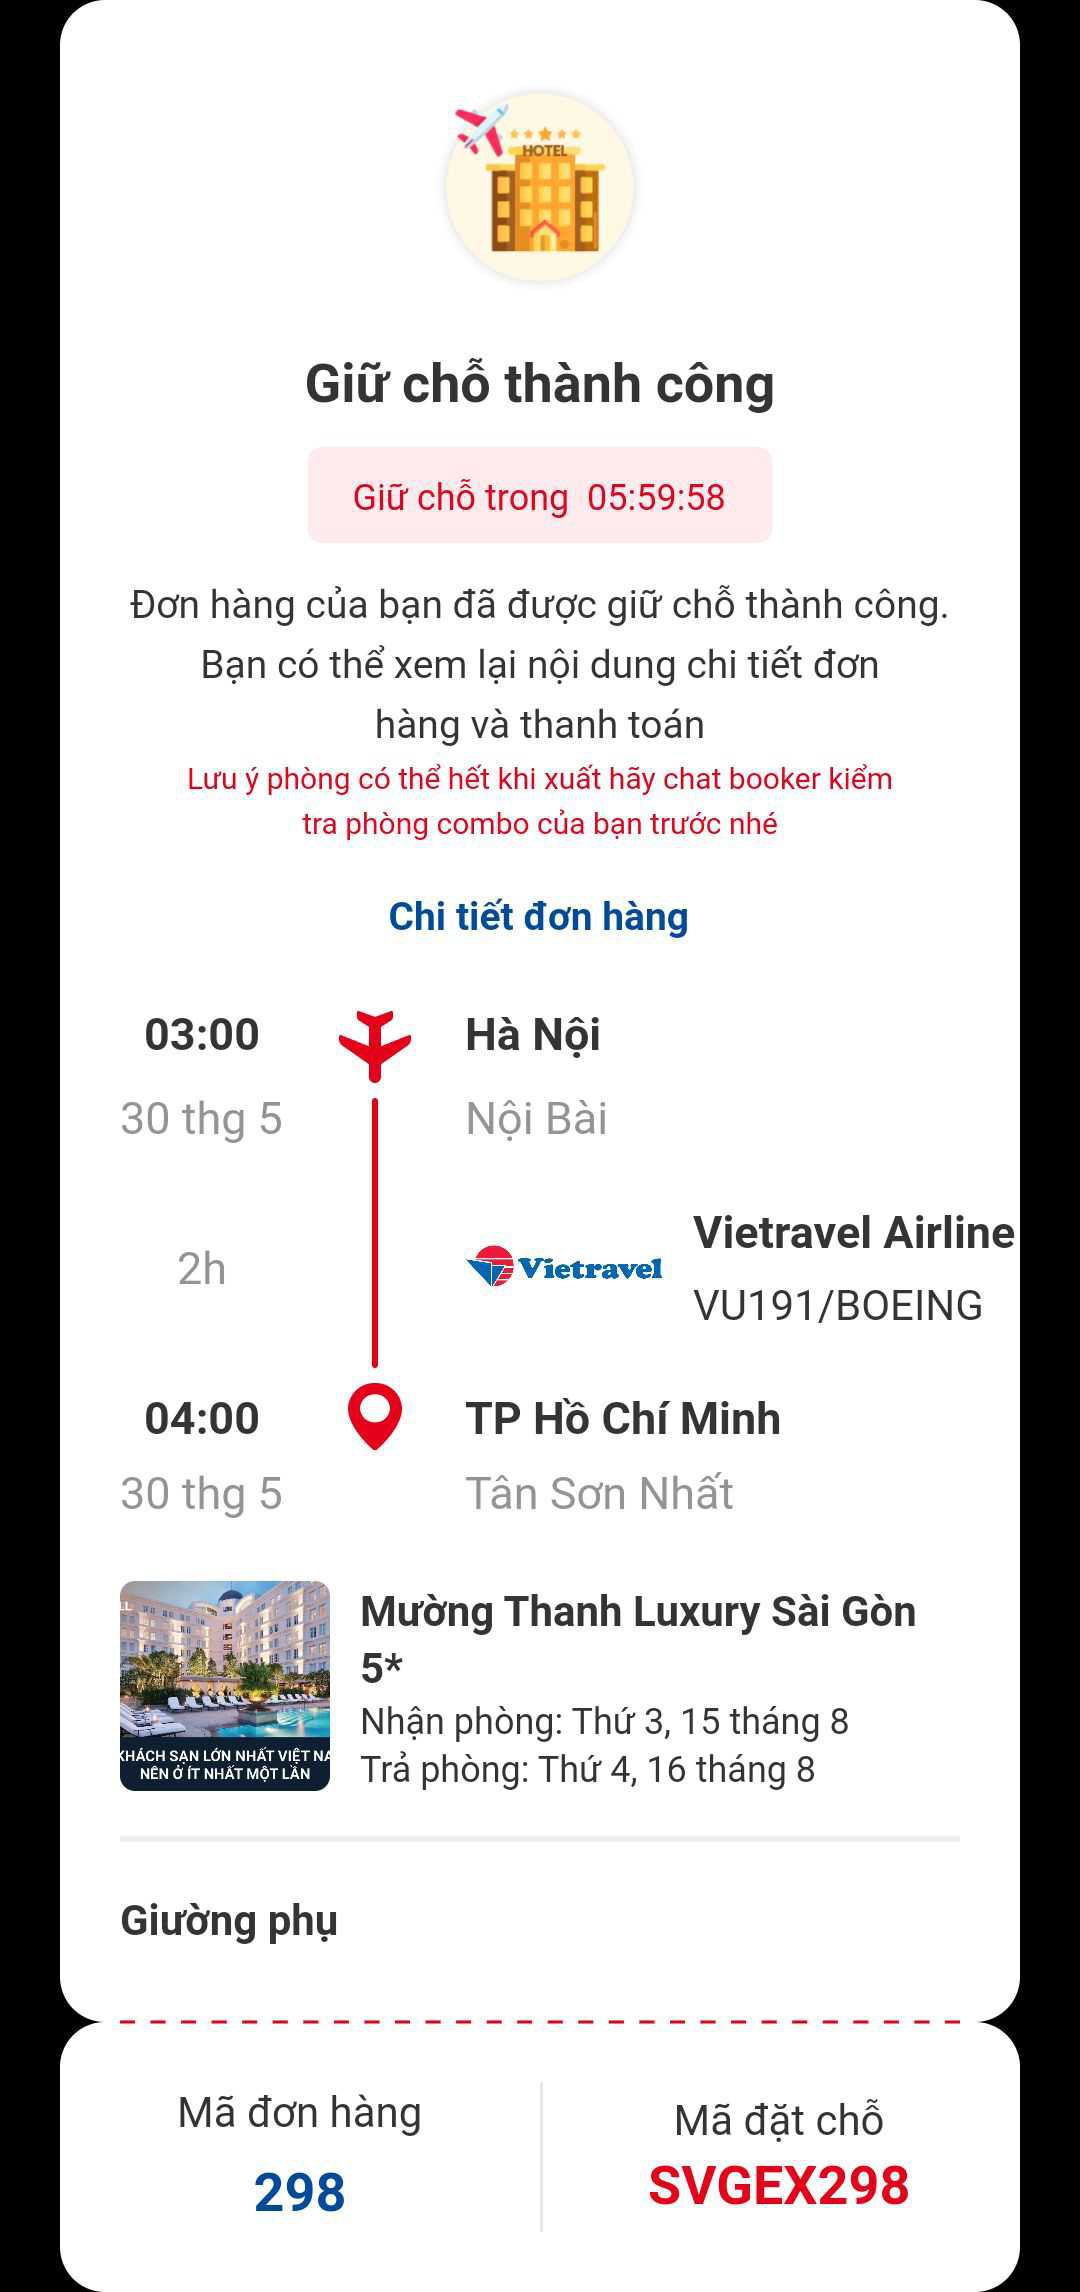 HOTEL
Giữ chỗ thành công
Giữ chỗ trong 05:59:58
Đơn hàng của bạn đã được giữ chỗ thành công.
Bạn có thể xem lại nội dung chi tiết đơn
hàng và thanh toán
Lưu ý phòng có thể hết khi xuất hãy chat booker kiểm
tra phòng combo của bạn trước nhé
Chi tiết đơn hàng
03:00 Hà Nội
30 thg 5 Nội Bài
Vietravel Airline
2h Vietravel
VU191/BOEING
04:00 TP Hồ Chí Minh
30 thg 5 Tân Sơn Nhất
Mường Thanh Luxury Sài Gòn
5*
Nhận phòng: Thứ 3, 15 tháng 8
Trả phòng: Thứ 4, 16 tháng 8
KHÁCH SẠN LỚN NHẤT VIỆT NA
NÊN Ở ÍT NHẤT MỘT LẦN
Giường phụ
Mã đơn hàng
298
Mã đặt chỗ
SVGEX298